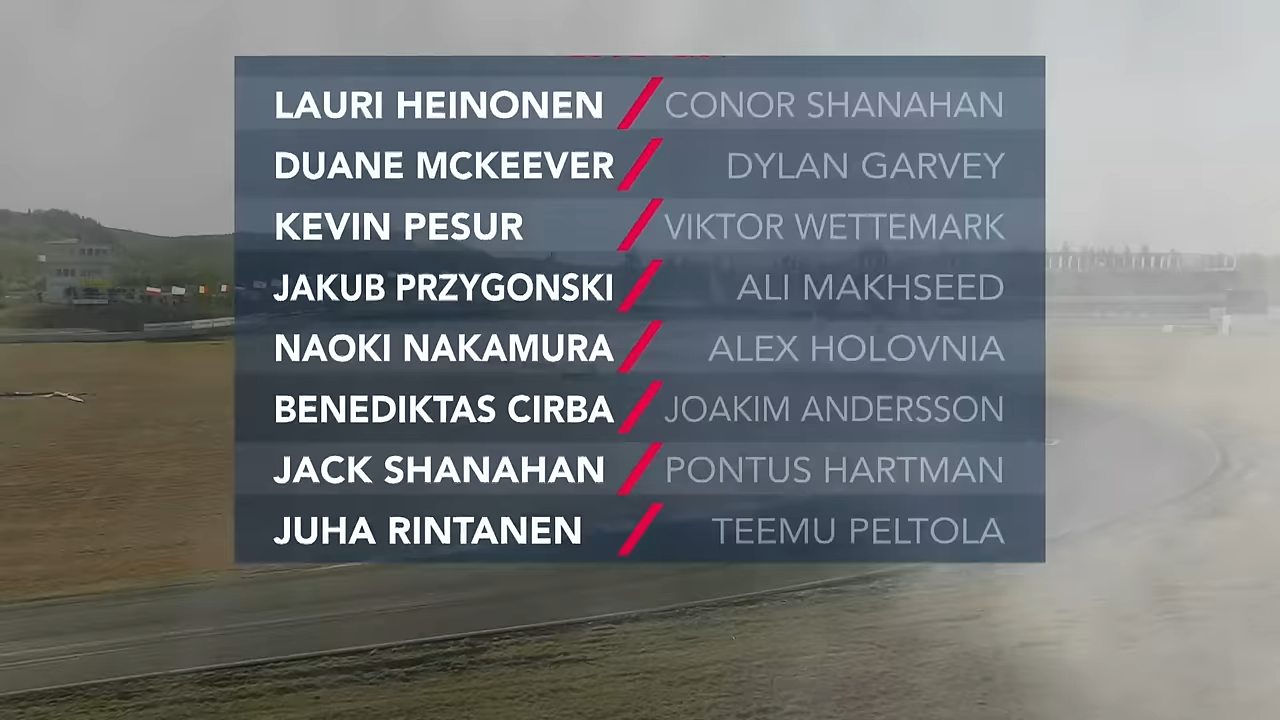 LAURI HEINONEN / CONOR SHANAHAN
DUANE MCKEEVER / DYLAN GARVEY
KEVIN PESUR / VIKTOR WETTEMARK
JAKUB PRZYGONSKI / ALI MAKHSEED
NAOKI NAKAMURA / ALEX HOLOVNIA
BENEDIKTAS CIRBA / JOAKIM ANDERSSON
JACK SHANAHAN / PONTUS HARTMAN
JUHA RINTANEN / TEEMU PELTOLA